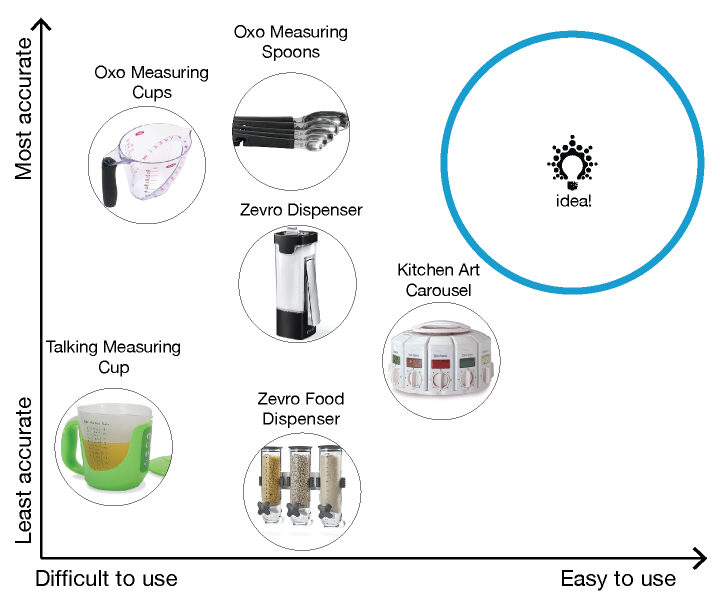 Most accurate
Oxo Measuring
Spoons
Oxo Measuring
Cups
idea!
Zevro Dispenser
Kitchen Art
Carousel
Talking Measuring
Cup
Zevro Food
Dispenser
Least accurate
Difficult to use
Easy to use